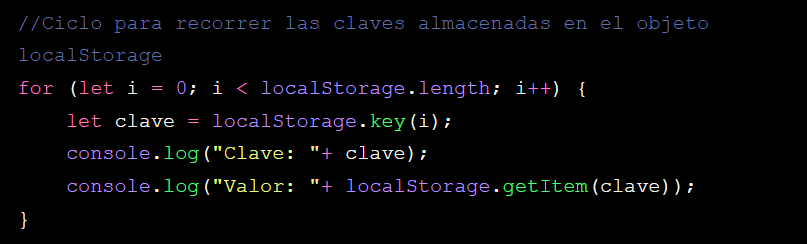 //Ciclo para recorrer las claves almacenadas en el objeto
localStorage
for (let i = 0; i < localStorage.length; i++) {
    let clave = localStorage.key(i);
    console.log("Clave: "+ clave);
    console.log("Valor: "+ localStorage.getItem(clave));
}